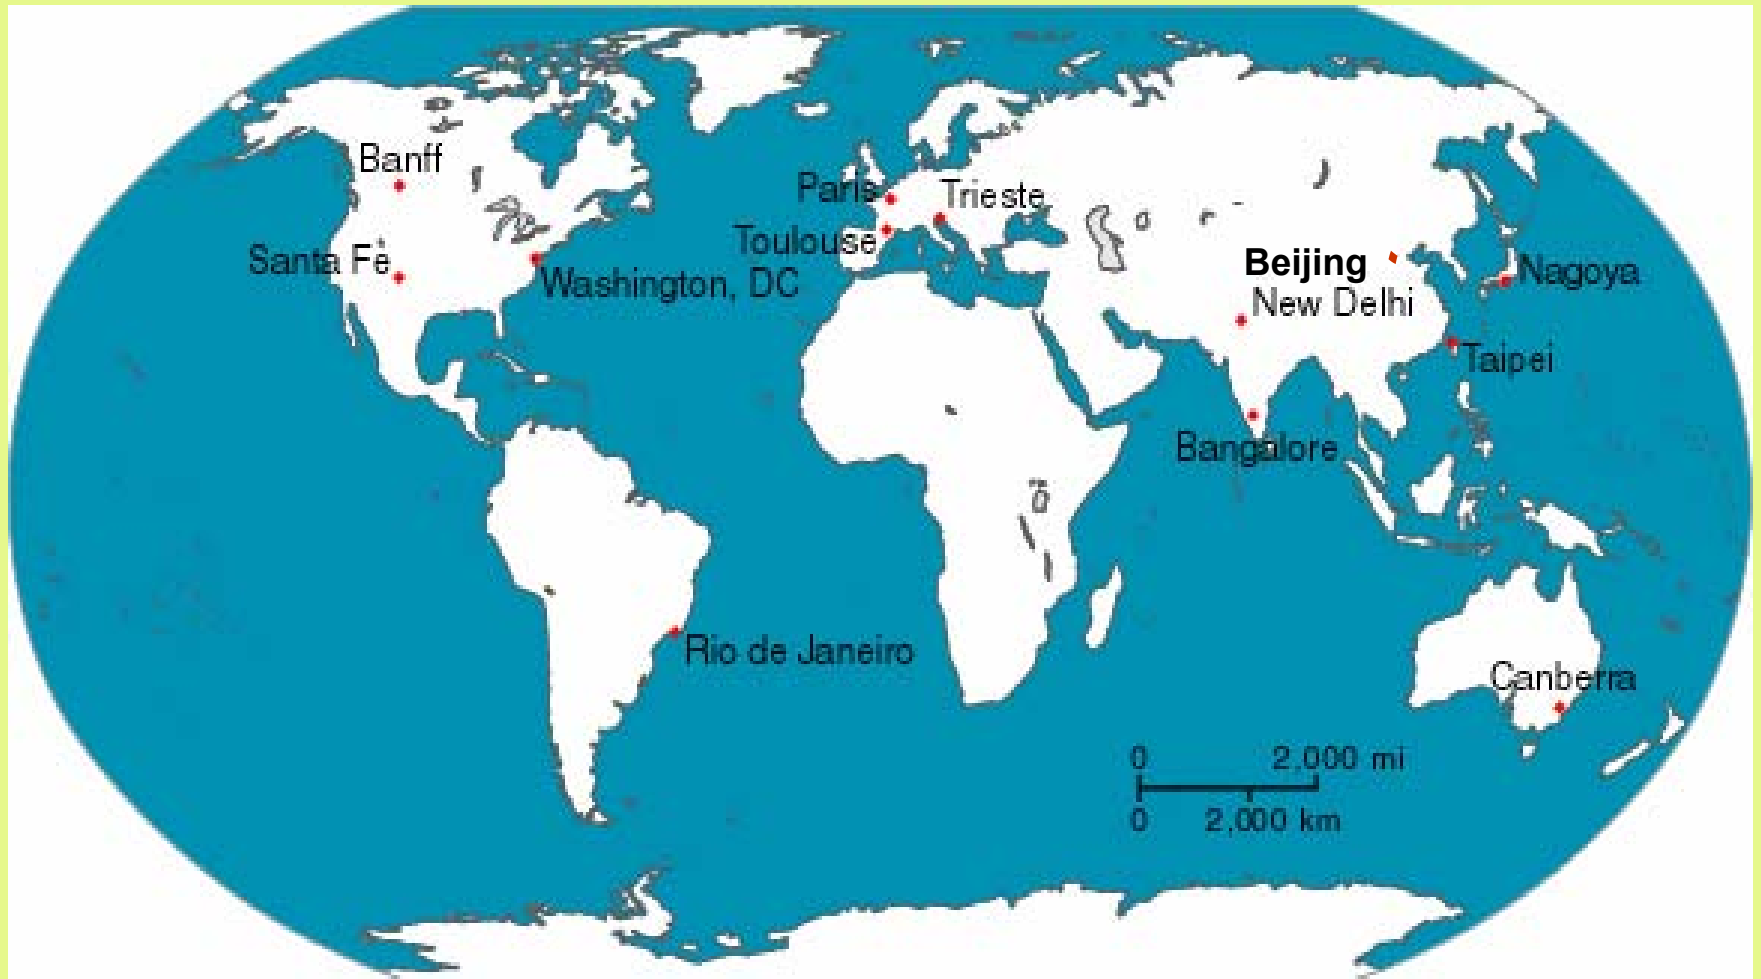 Banff
Paris
Trieste
Toulouse
Santa Fè
Washington, DC
Beijing
Nagoya
New Delhi
Taipei
Bangalore
Rio de Janeiro
Canberra
0 2,000 mi
0 2,000 km